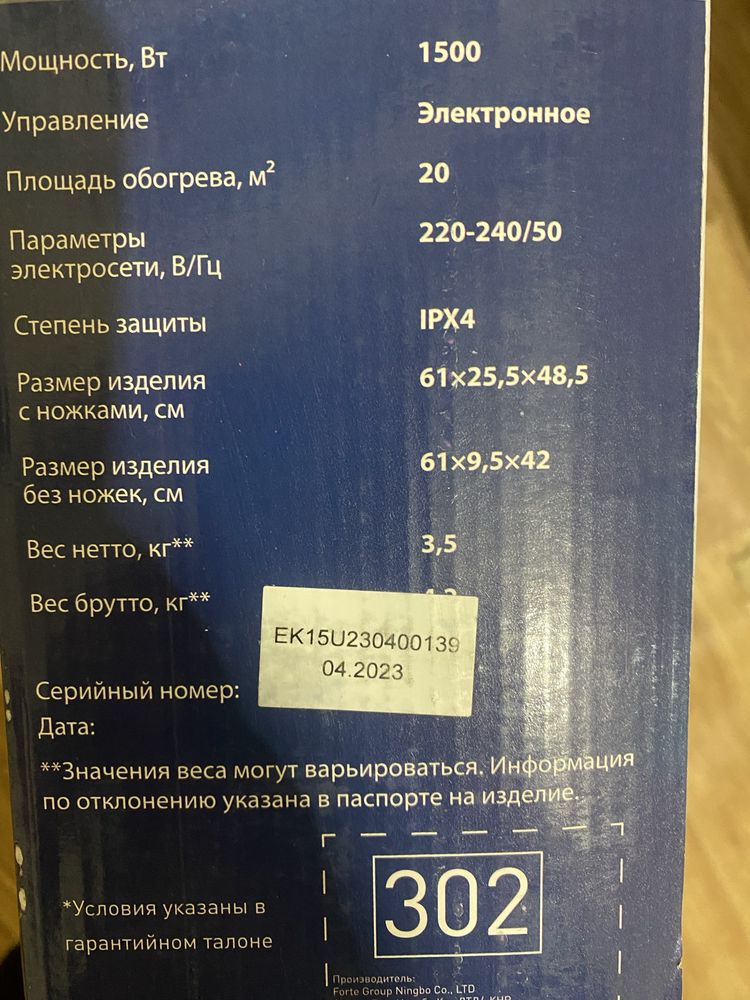 Мощность, Вт 1500
Управление Электронное
Площадь обогрева, м² 20
Параметры 220-240/50
электросети, В/Гц
Степень защиты IPX4
Размер изделия 61×25,5×48,5
с ножками, см
Размер изделия 61×9,5×42
без ножек, см
Вес нетто, кг** 3,5
Вес брутто, кг**
EK15U230400139
04.2023
Серийный номер:
Дата:
**Значения веса могут варьироваться. Информация
по отклонению указана в паспорте на изделие.
302
*Условия указаны в
гарантийном талоне
Производитель:
Forte Group Ningbo Co., LTD